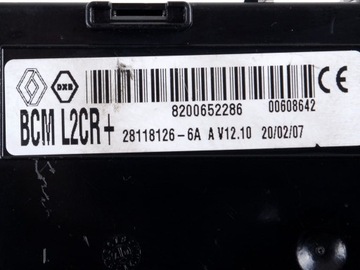 DXB
CE
8200652286 00608642
BCM L2CR+ 28118126-6A A V12.10 20/02/07